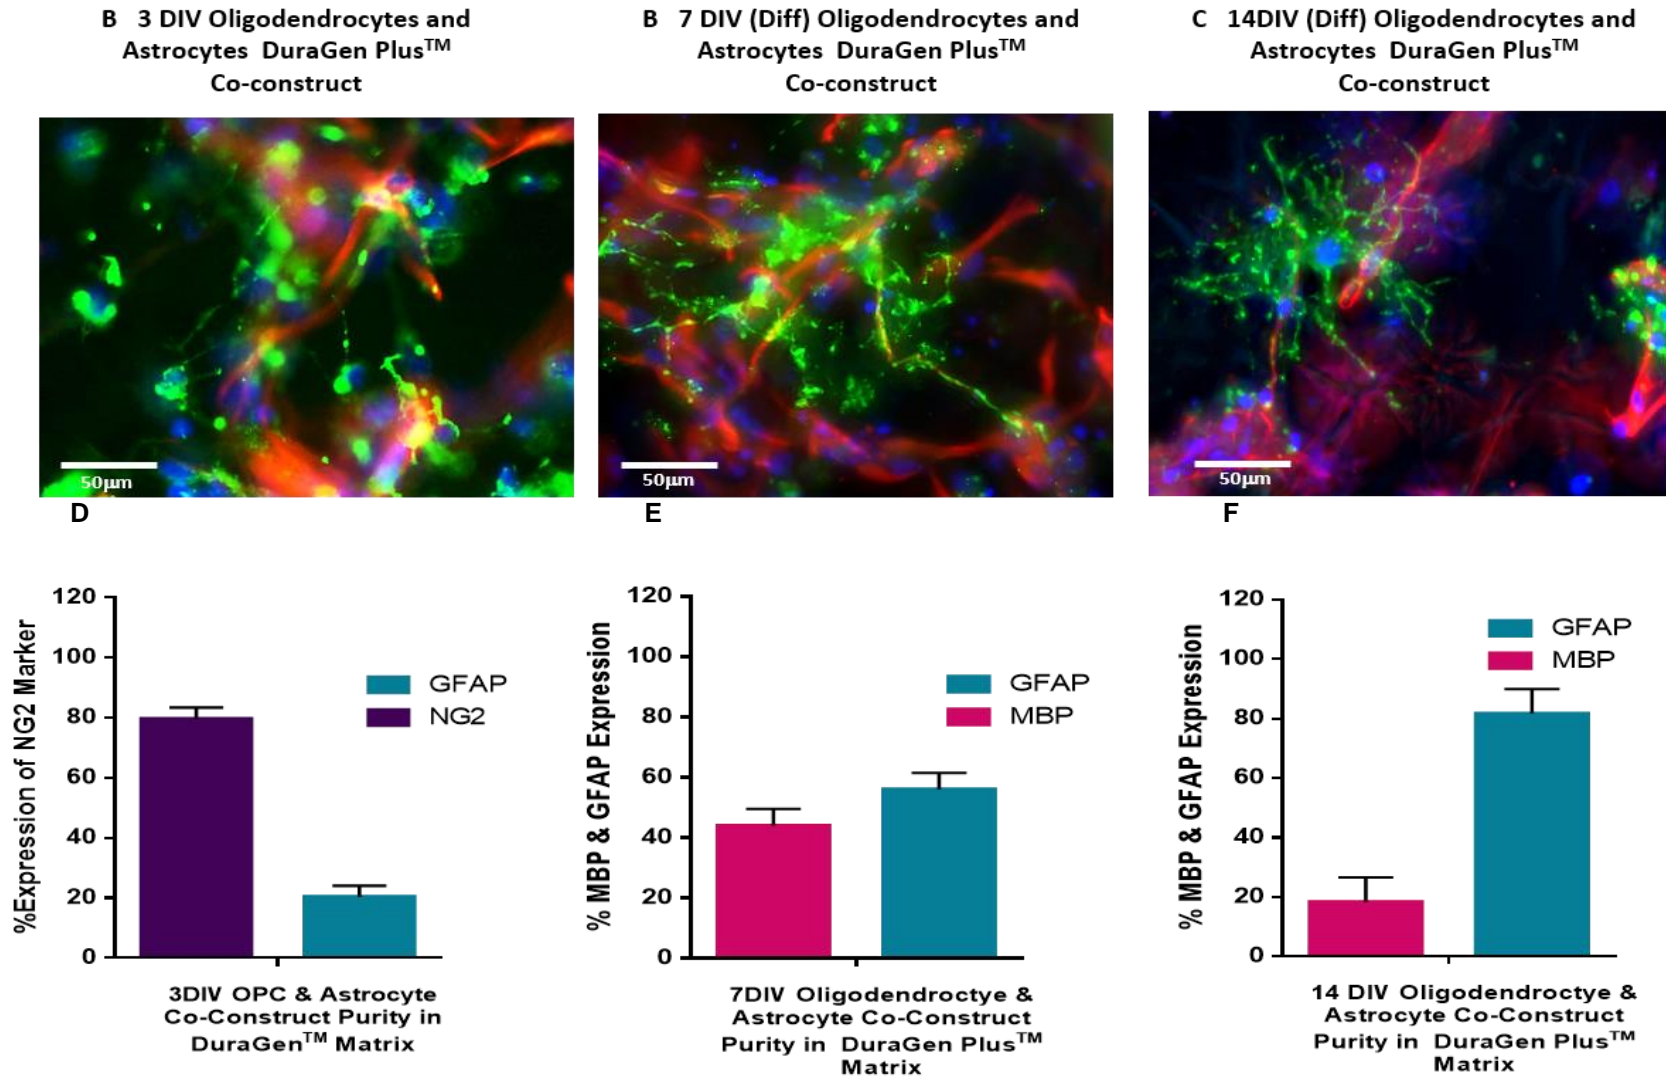 B   3 DIV Oligodendrocytes and
Astrocytes  DuraGen Plus™
Co-construct
B   7 DIV (Diff) Oligodendrocytes and
Astrocytes  DuraGen Plus™
Co-construct
C   14DIV (Diff) Oligodendrocytes and
Astrocytes  DuraGen Plus™
Co-construct
50µm
50µm
50µm
D
E
F
%Expression of NG2 Marker
120
100
80
60
40
20
0
GFAP
NG2
3DIV OPC & Astrocyte
Co-Construct Purity in
DuraGen™ Matrix
% MBP & GFAP Expression
120
100
80
60
40
20
0
GFAP
MBP
7DIV Oligodendroctye &
Astrocyte Co-Construct
Purity in  DuraGen Plus™
Matrix
% MBP & GFAP Expression
120
100
80
60
40
20
0
GFAP
MBP
14 DIV Oligodendroctye &
Astrocyte Co-Construct
Purity in  DuraGen Plus™
Matrix